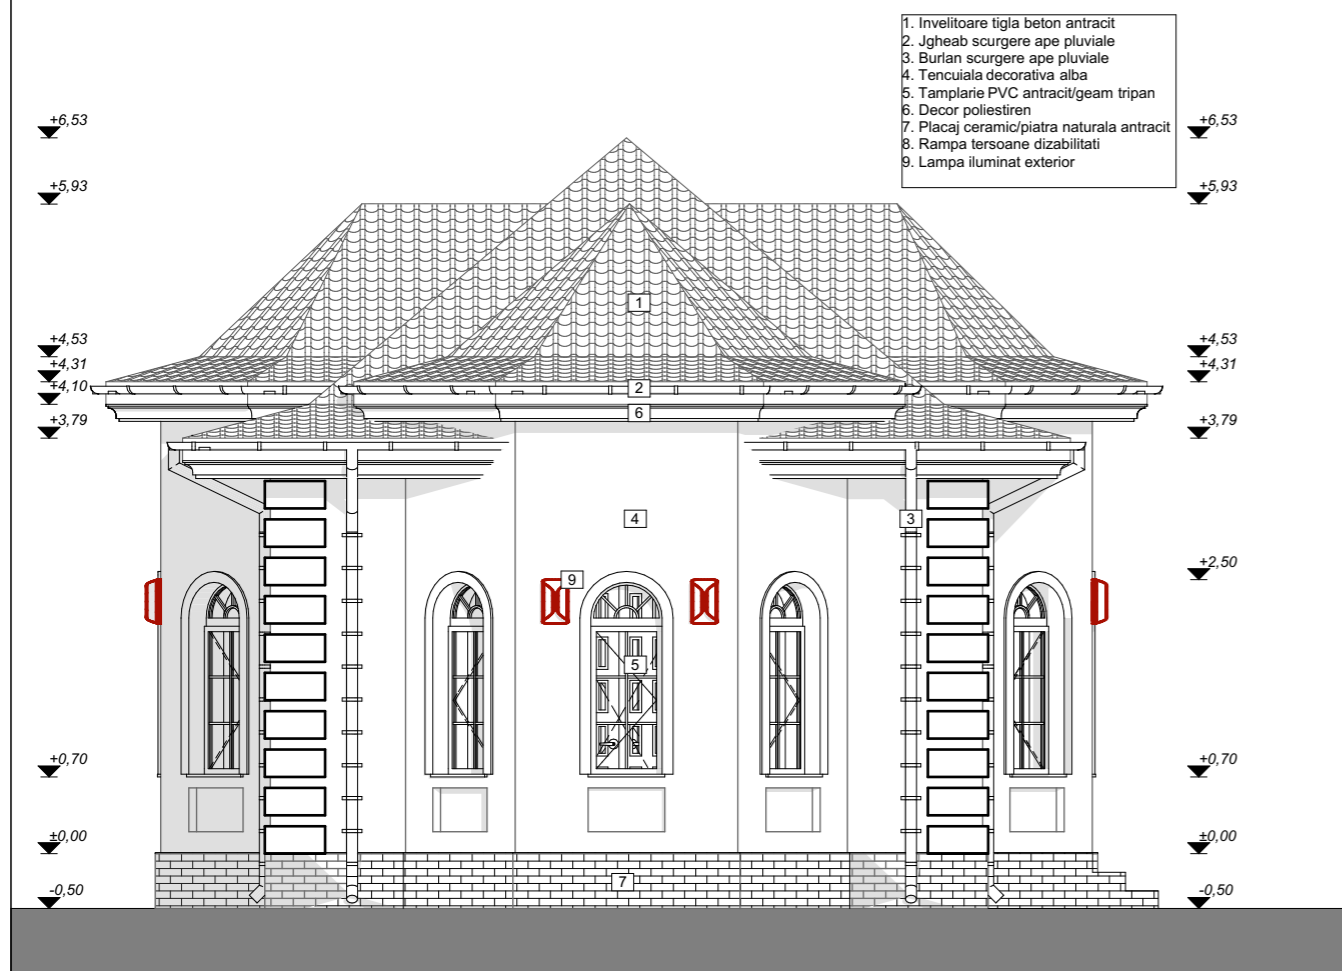 1. Invelitoare tigla beton antracit
2. Jgheab scurgere ape pluviale
3. Burlan scurgere ape pluviale
4. Tencuiala decorativa alba
5. Tamplarie PVC antracit/geam tripan
6. Decor poliestiren
7. Placaj ceramic/piatra naturala antracit
8. Rampa tersoane dizabilitati
9. Lampa iluminat exterior
+6,53 +6,53
+5,93 +5,93
1
+4,53 +4,53
+4,31 +4,31
+4,10 2
6
+3,79 +3,79
4 3
+2,50
9
5
+0,70 +0,70
±0,00 ±0,00
7
-0,50 -0,50